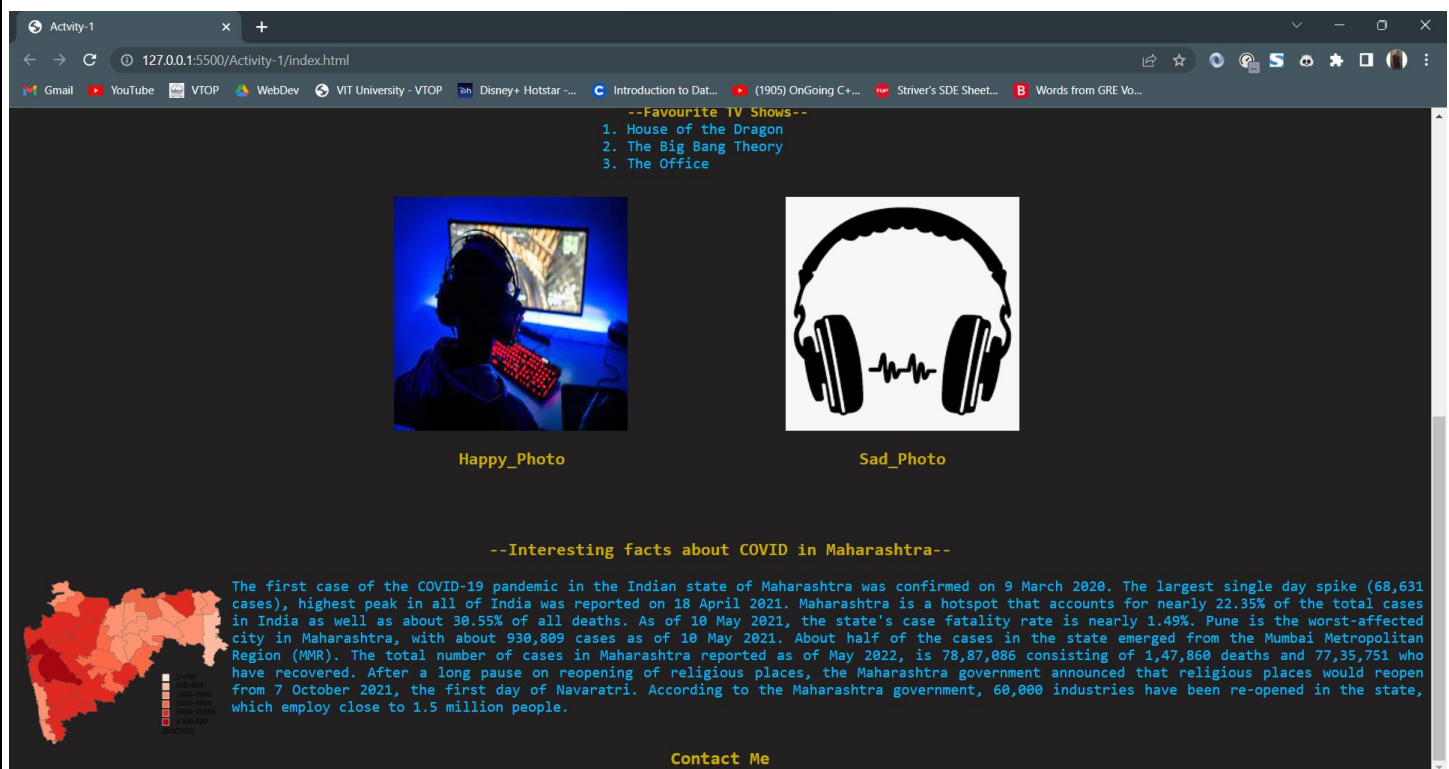 Actvity-1
127.0.0.1:5500/Activity-1/index.html
Gmail YouTube VTOP WebDev VIT University - VTOP Disney+ Hotstar -... Introduction to Dat... (1905) OnGoing C+... Striver's SDE Sheet... Words from GRE Vo...
--Favourite TV Shows--
1. House of the Dragon
2. The Big Bang Theory
3. The Office
Happy_Photo Sad_Photo
--Interesting facts about COVID in Maharashtra--
The first case of the COVID-19 pandemic in the Indian state of Maharashtra was confirmed on 9 March 2020. The largest single day spike (68,631
cases), highest peak in all of India was reported on 18 April 2021. Maharashtra is a hotspot that accounts for nearly 22.35% of the total cases
in India as well as about 30.55% of all deaths. As of 10 May 2021, the state's case fatality rate is nearly 1.49%. Pune is the worst-affected
city in Maharashtra, with about 930,809 cases as of 10 May 2021. About half of the cases in the state emerged from the Mumbai Metropolitan
Region (MMR). The total number of cases in Maharashtra reported as of May 2022, is 78,87,086 consisting of 1,47,860 deaths and 77,35,751 who
have recovered. After a long pause on reopening of religious places, the Maharashtra government announced that religious places would reopen
from 7 October 2021, the first day of Navaratri. According to the Maharashtra government, 60,000 industries have been re-opened in the state,
which employ close to 1.5 million people.
Contact Me